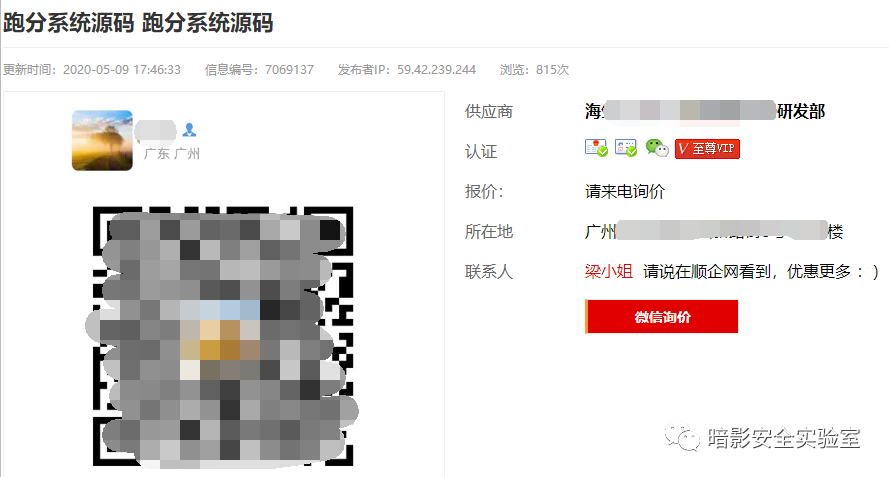 跑分系统源码 跑分系统源码
更新时间：2020-05-09 17:46:33 信息编号：7069137 发布者IP：59.42.239.244 浏览：815次
广东 广州
供应商 海 研发部
认证 V 至尊VIP
报价： 请来电询价
所在地 广州 楼
联系人 梁小姐 请说在顺企网看到，优惠更多：)
微信询价
暗影安全实验室